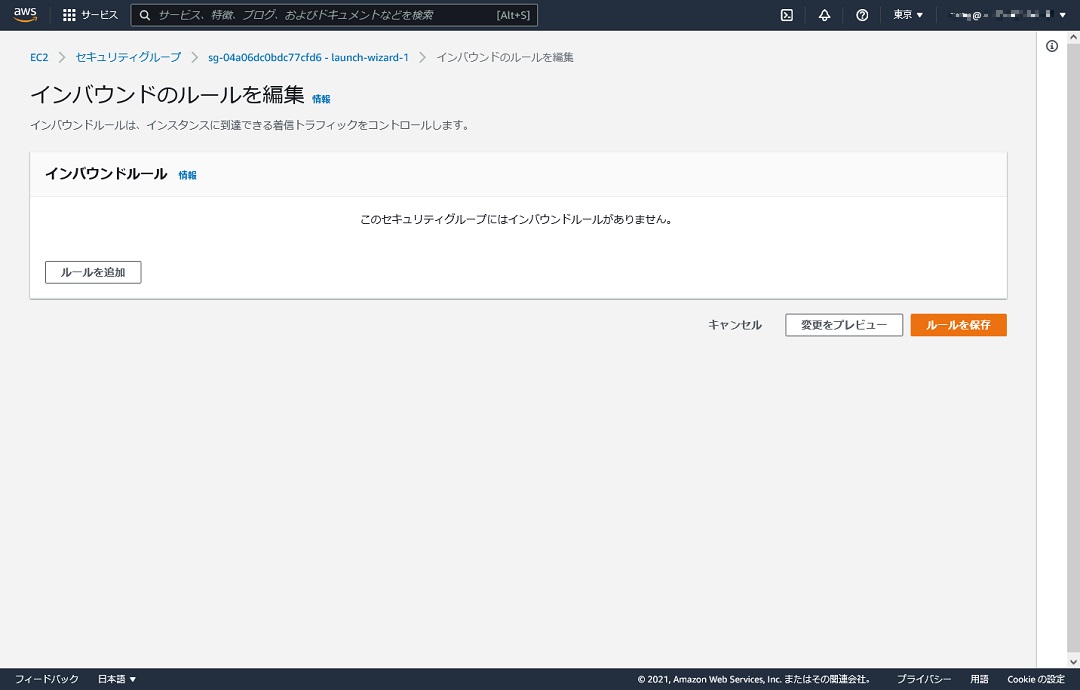 aws サービス サービス、特徴、ブログ、およびドキュメントなどを検索 [Alt+S] 東京
EC2 セキュリティグループ sg-04a06dc0bdc77cfd6 - launch-wizard-1 インバウンドのルールを編集
インバウンドのルールを編集 情報
インバウンドルールは、インスタンスに到達できる着信トラフィックをコントロールします。
インバウンドルール 情報
このセキュリティグループにはインバウンドルールがありません。
ルールを追加
キャンセル 変更をプレビュー ルールを保存
フィードバック 日本語 © 2021, Amazon Web Services, Inc. またはその関連会社。 プライバシー 用語 Cookie の設定